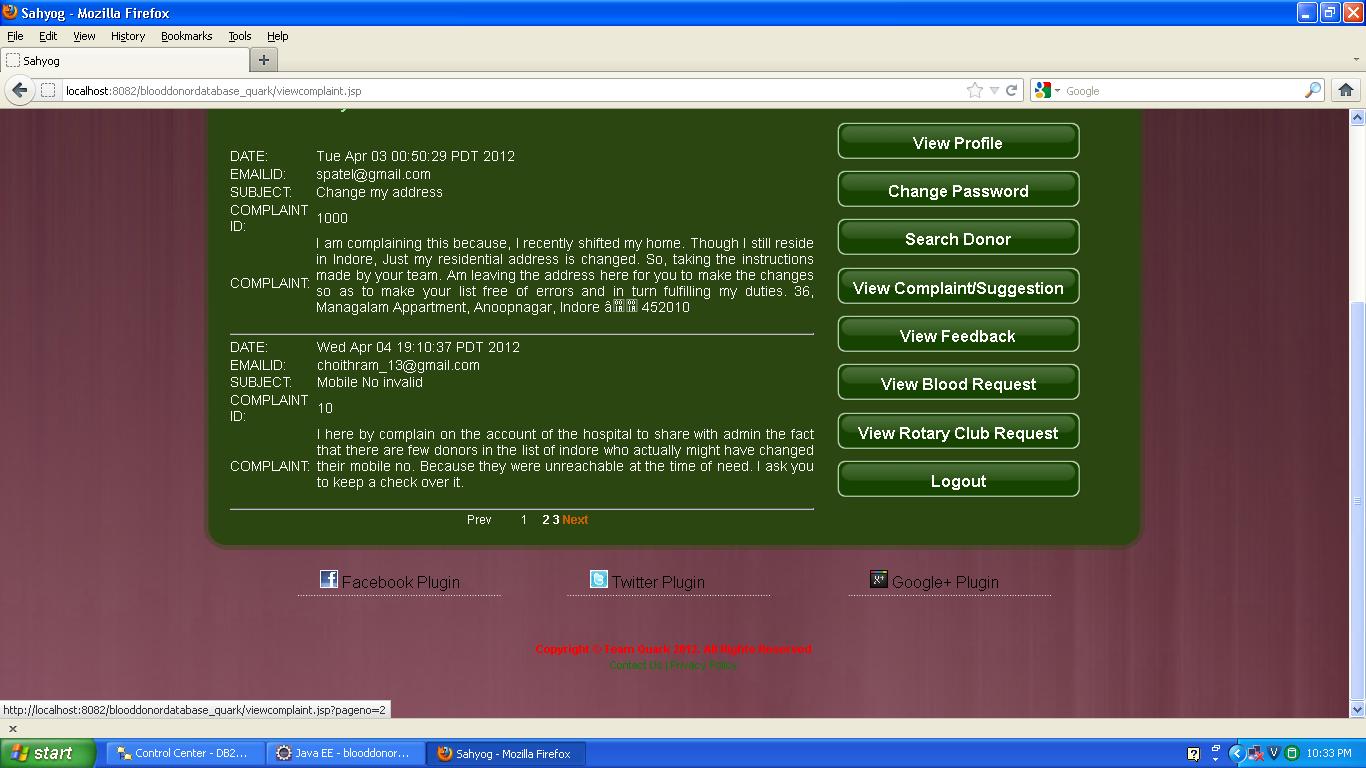 Sahyog - Mozilla Firefox
File Edit View History Bookmarks Tools Help
Sahyog
localhost:8082/blooddonordatabase_quark/viewcomplaint.jsp
Google
DATE: Tue Apr 03 00:50:29 PDT 2012
EMAILID: spatel@gmail.com
SUBJECT: Change my address
COMPLAINT ID: 1000
COMPLAINT:
I am complaining this because, I recently shifted my home. Though I still reside
in Indore, Just my residential address is changed. So, taking the instructions
made by your team. Am leaving the address here for you to make the changes
so as to make your list free of errors and in turn fulfilling my duties. 36,
Managalam Appartment, Anoopnagar, Indore â 452010
DATE: Wed Apr 04 19:10:37 PDT 2012
EMAILID: choithram_13@gmail.com
SUBJECT: Mobile No invalid
COMPLAINT ID: 10
COMPLAINT:
I here by complain on the account of the hospital to share with admin the fact
that there are few donors in the list of indore who actually might have changed
their mobile no. Because they were unreachable at the time of need. I ask you
to keep a check over it.
Prev 1 2 3 Next
View Profile
Change Password
Search Donor
View Complaint/Suggestion
View Feedback
View Blood Request
View Rotary Club Request
Logout
Facebook Plugin
Twitter Plugin
Google+ Plugin
Copyright © Team Quark 2012. All Rights Reserved
Contact Us | Privacy Policy
http://localhost:8082/blooddonordatabase_quark/viewcomplaint.jsp?pageno=2
start
Control Center - DB2...
Java EE - blooddonor...
Sahyog - Mozilla Firefox
10:33 PM